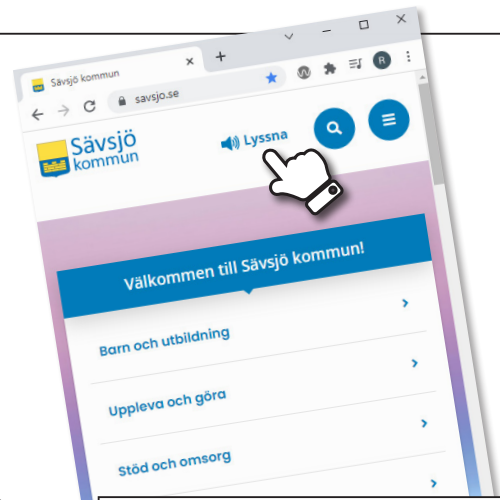 Sävsjö kommun
savsjo.se
R
Sävsjö
kommun
Lyssna
Välkommen till Sävsjö kommun!
Barn och utbildning
Uppleva och göra
Stöd och omsorg